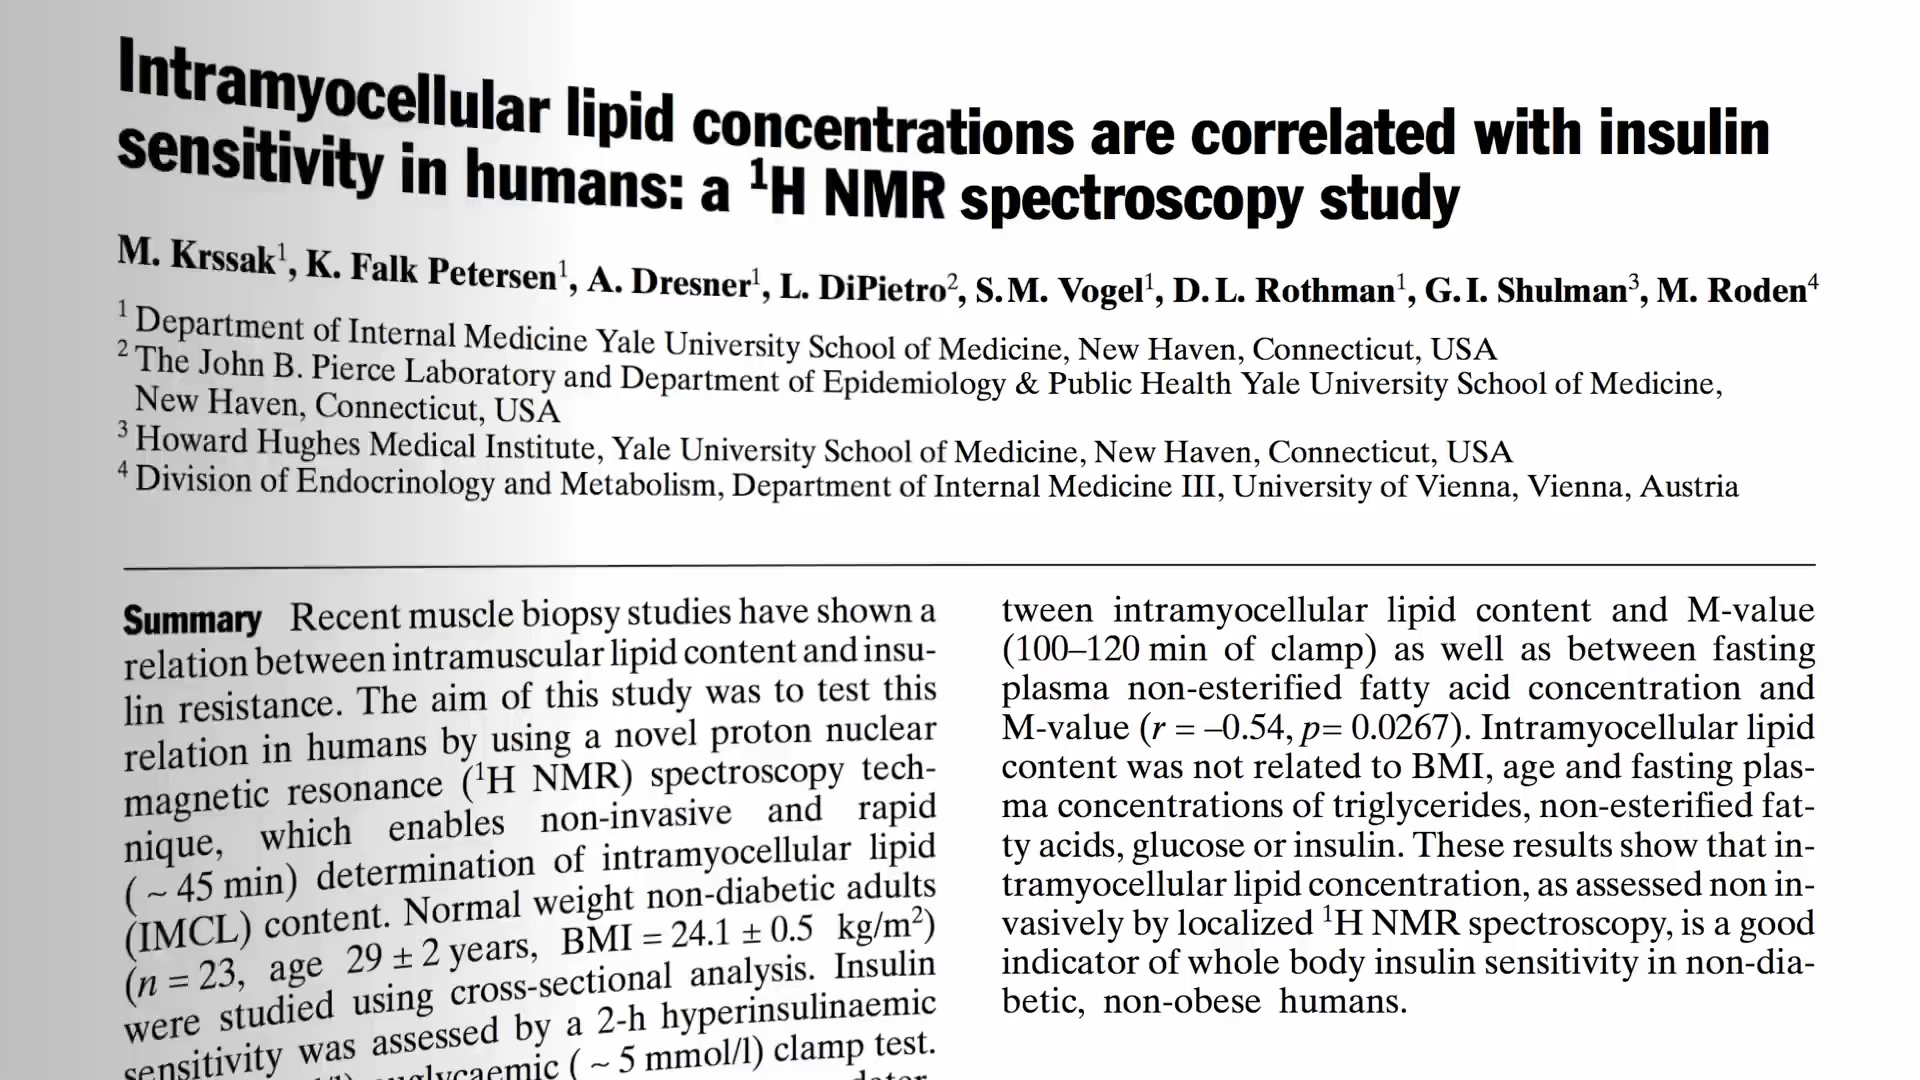 Intramyocellular lipid concentrations are correlated with insulin
sensitivity in humans: a ¹H NMR spectroscopy study
M. Krssak¹, K. Falk Petersen¹, A. Dresner¹, L. DiPietro², S. M. Vogel¹, D. L. Rothman¹, G. I. Shulman³, M. Roden⁴
¹ Department of Internal Medicine Yale University School of Medicine, New Haven, Connecticut, USA
² The John B. Pierce Laboratory and Department of Epidemiology & Public Health Yale University School of Medicine,
New Haven, Connecticut, USA
³ Howard Hughes Medical Institute, Yale University School of Medicine, New Haven, Connecticut, USA
⁴ Division of Endocrinology and Metabolism, Department of Internal Medicine III, University of Vienna, Vienna, Austria
Summary Recent muscle biopsy studies have shown a
relation between intramuscular lipid content and insu-
lin resistance. The aim of this study was to test this
relation in humans by using a novel proton nuclear
magnetic resonance (¹H NMR) spectroscopy tech-
nique, which enables non-invasive and rapid
( ~ 45 min) determination of intramyocellular lipid
(IMCL) content. Normal weight non-diabetic adults
(n = 23, age 29 ± 2 years, BMI = 24.1 ± 0.5 kg/m²)
were studied using cross-sectional analysis. Insulin
sensitivity was assessed by a 2-h hyperinsulinaemic
euglycaemic ( ~ 5 mmol/l) clamp test.
tween intramyocellular lipid content and M-value
(100–120 min of clamp) as well as between fasting
plasma non-esterified fatty acid concentration and
M-value (r = –0.54, p= 0.0267). Intramyocellular lipid
content was not related to BMI, age and fasting plas-
ma concentrations of triglycerides, non-esterified fat-
ty acids, glucose or insulin. These results show that in-
tramyocellular lipid concentration, as assessed non in-
vasively by localized ¹H NMR spectroscopy, is a good
indicator of whole body insulin sensitivity in non-dia-
betic, non-obese humans.